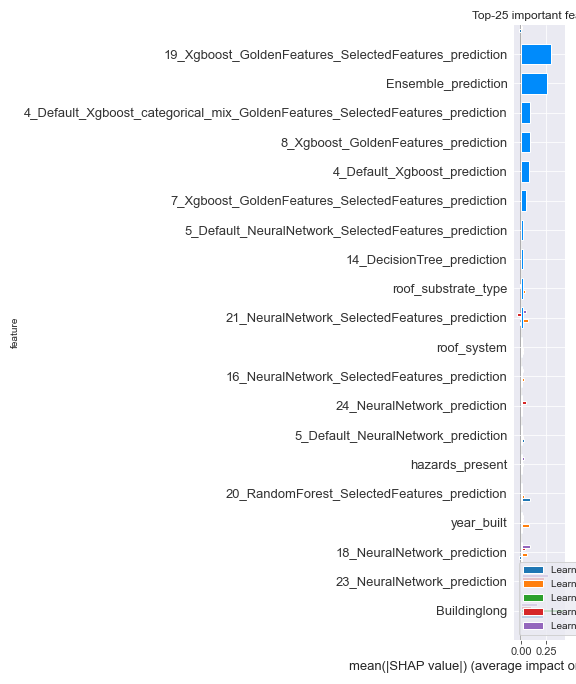 Top-25 important fea
19_Xgboost_GoldenFeatures_SelectedFeatures_prediction
Ensemble_prediction
4_Default_Xgboost_categorical_mix_GoldenFeatures_SelectedFeatures_prediction
8_Xgboost_GoldenFeatures_prediction
4_Default_Xgboost_prediction
7_Xgboost_GoldenFeatures_SelectedFeatures_prediction
5_Default_NeuralNetwork_SelectedFeatures_prediction
14_DecisionTree_prediction
roof_substrate_type
21_NeuralNetwork_SelectedFeatures_prediction
feature
roof_system
16_NeuralNetwork_SelectedFeatures_prediction
24_NeuralNetwork_prediction
5_Default_NeuralNetwork_prediction
hazards_present
20_RandomForest_SelectedFeatures_prediction
year_built
18_NeuralNetwork_prediction
23_NeuralNetwork_prediction
Buildinglong
Learn
Learn
Learn
Learn
Learn
0.00 0.25
mean(|SHAP value|) (average impact o